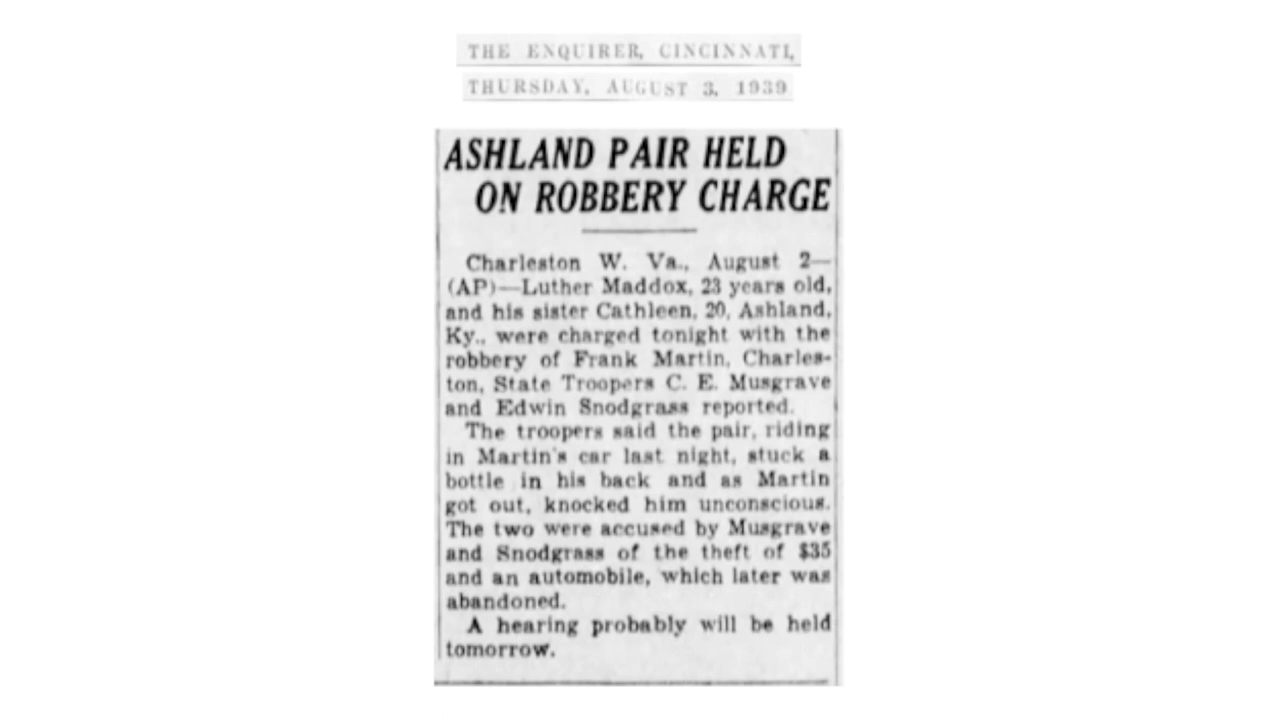 THE ENQUIRER, CINCINNATI,
THURSDAY, AUGUST 3, 1939
ASHLAND PAIR HELD
ON ROBBERY CHARGE
Charleston W. Va., August 2—
(AP)—Luther Maddox, 23 years old,
and his sister Cathleen, 20, Ashland,
Ky., were charged tonight with the
robbery of Frank Martin, Charles-
ton, State Troopers C. E. Musgrave
and Edwin Snodgrass reported.
The troopers said the pair, riding
in Martin's car last night, stuck a
bottle in his back and as Martin
got out, knocked him unconscious.
The two were accused by Musgrave
and Snodgrass of the theft of $35
and an automobile, which later was
abandoned.
A hearing probably will be held
tomorrow.